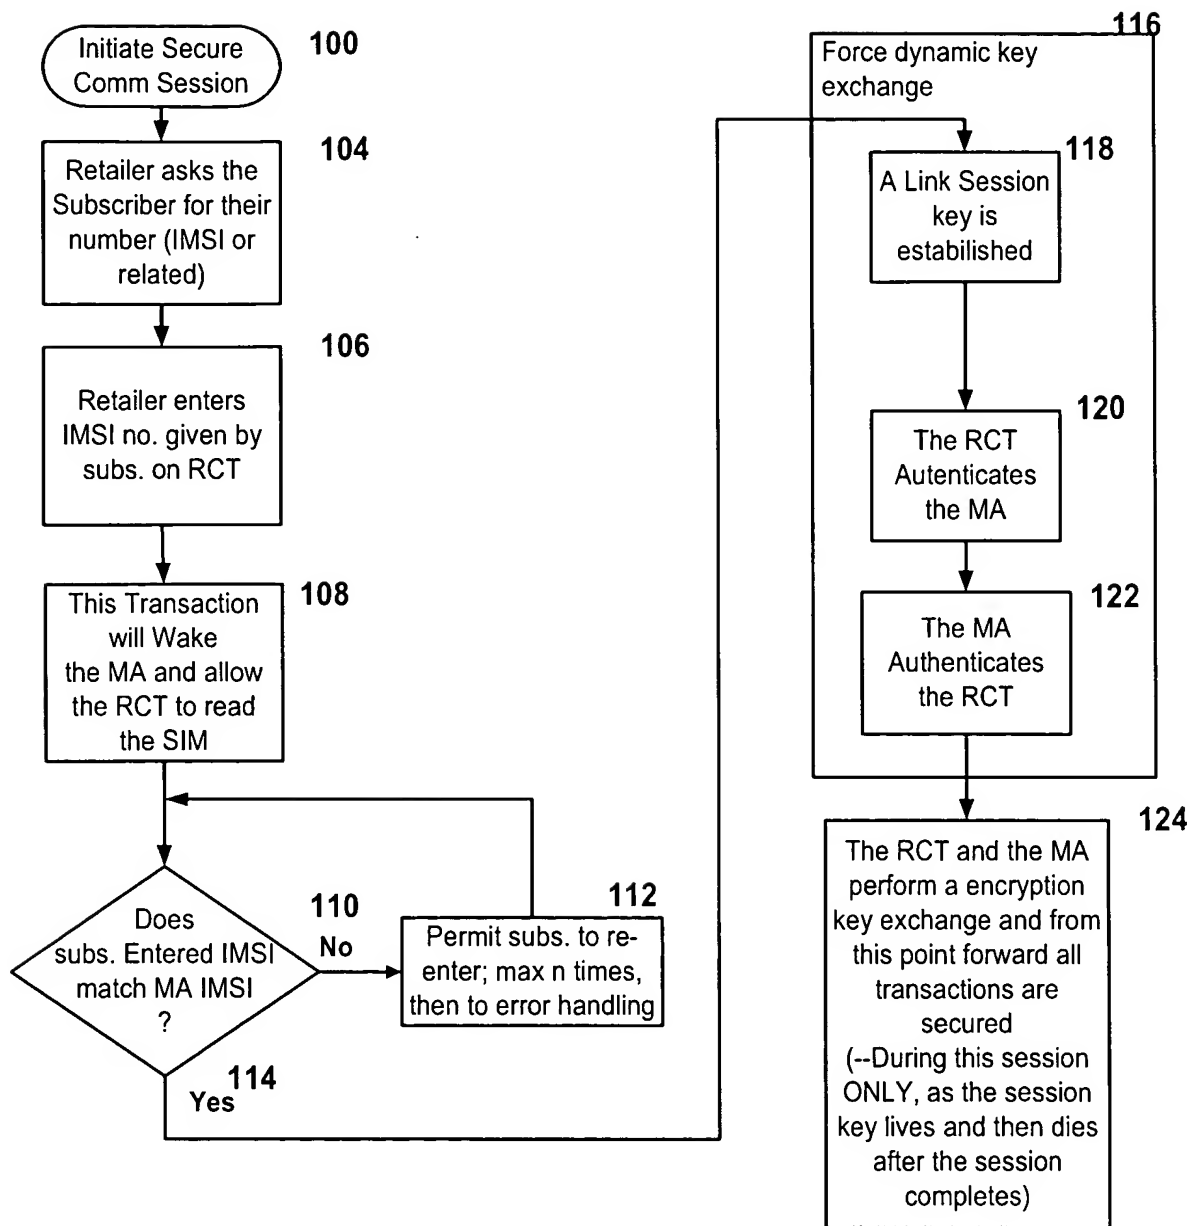 Initiate Secure
Comm Session
100
Retailer asks the
Subscriber for their
number (IMSI or
related)
104
Retailer enters
IMSI no. given by
subs. on RCT
106
This Transaction
will Wake
the MA and allow
the RCT to read
the SIM
108
Does
subs. Entered IMSI
match MA IMSI
?
110
No
112
Permit subs. to re-
enter; max n times,
then to error handling
114
Yes
116
Force dynamic key
exchange
118
A Link Session
key is
estabilished
120
The RCT
Autenticates
the MA
122
The MA
Authenticates
the RCT
124
The RCT and the MA
perform a encryption
key exchange and from
this point forward all
transactions are
secured
(--During this session
ONLY, as the session
key lives and then dies
after the session
completes)